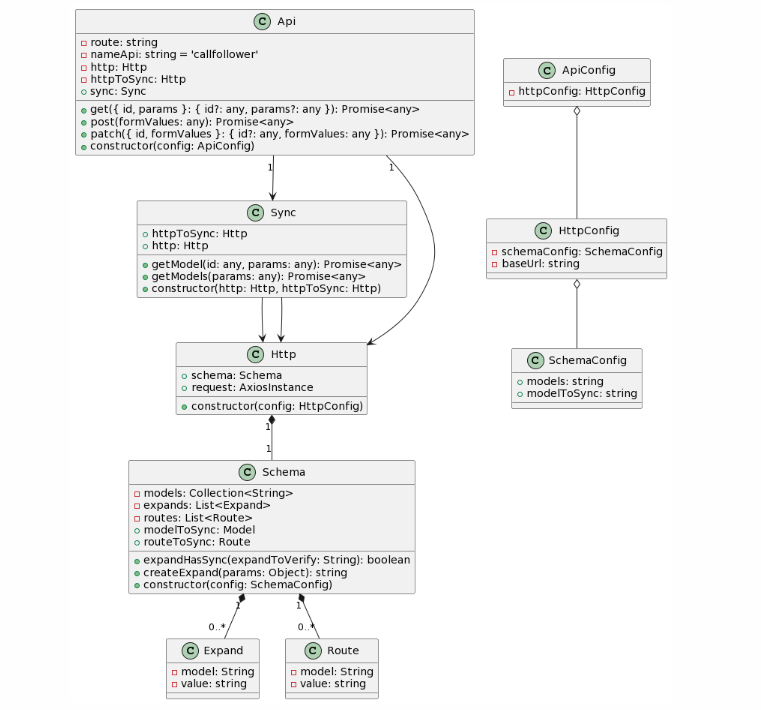 C Api
route: string
nameApi: string = 'callfollower'
http: Http
httpToSync: Http
sync: Sync
get({ id, params }: { id?: any, params?: any }): Promise<any>
post(formValues: any): Promise<any>
patch({ id, formValues }: { id?: any, formValues: any }): Promise<any>
constructor(config: ApiConfig)
1
1
C Sync
httpToSync: Http
http: Http
getModel(id: any, params: any): Promise<any>
getModels(params: any): Promise<any>
constructor(http: Http, httpToSync: Http)
C Http
schema: Schema
request: AxiosInstance
constructor(config: HttpConfig)
1
1
C Schema
models: Collection<String>
expands: List<Expand>
routes: List<Route>
modelToSync: Model
routeToSync: Route
expandHasSync(expandToVerify: String): boolean
createExpand(params: Object): string
constructor(config: SchemaConfig)
1
0..*
1
0..*
C Expand
model: String
value: string
C Route
model: String
value: string
C ApiConfig
httpConfig: HttpConfig
C HttpConfig
schemaConfig: SchemaConfig
baseUrl: string
C SchemaConfig
models: string
modelToSync: string